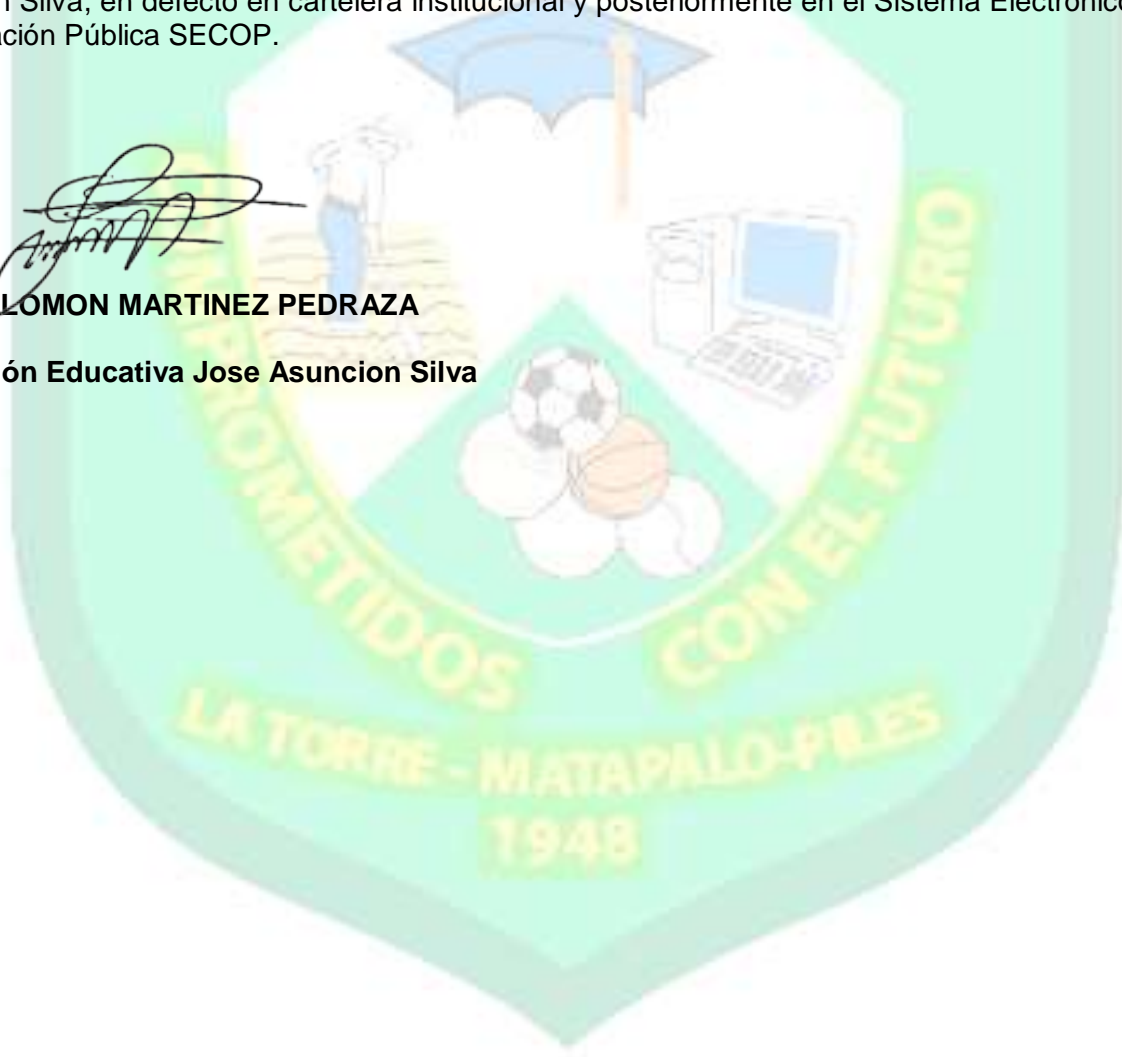 n Silva, en defecto en cartelera institucional y posteriormente en el Sistema Electrónico
ación Pública SECOP.
LOMON MARTINEZ PEDRAZA
ón Educativa Jose Asuncion Silva
COMPROMETIDOS CON EL FUTURO
LA TORRE - MATAPALO-PILES
1948